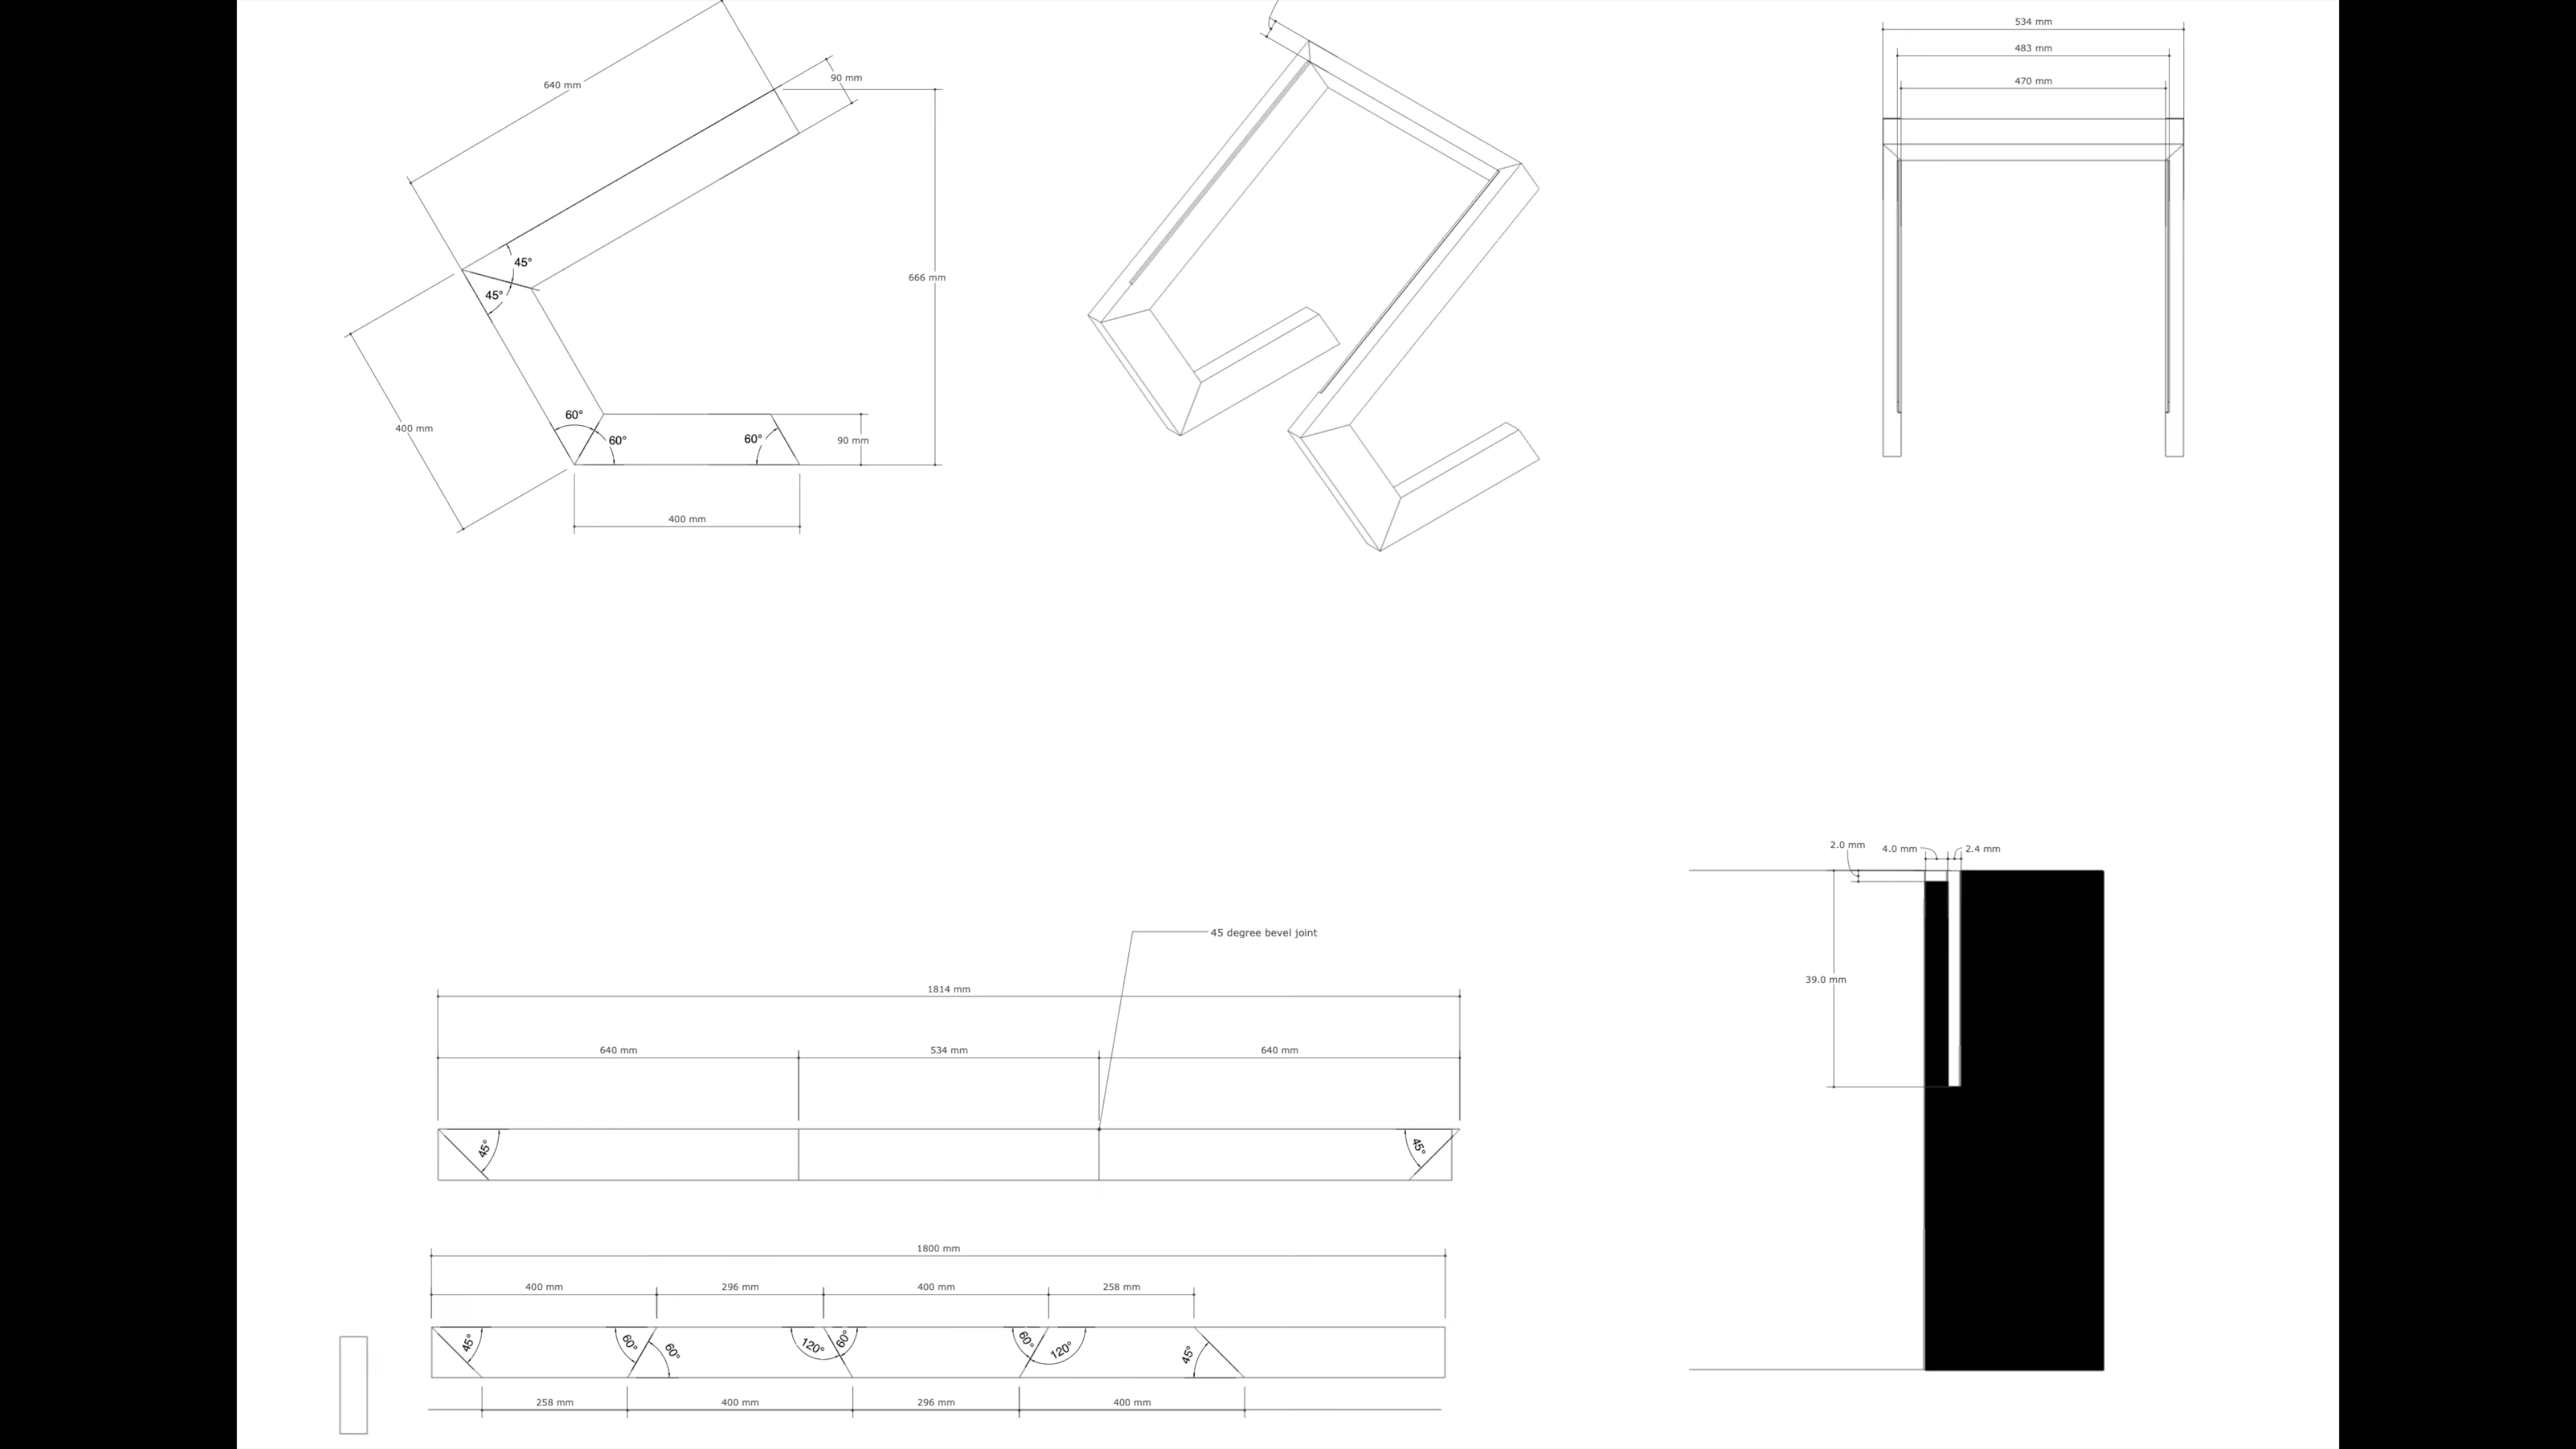 640 mm
90 mm
45°
45°
666 mm
400 mm
60°
60°
60°
90 mm
400 mm
534 mm
483 mm
470 mm
2.0 mm
4.0 mm
2.4 mm
39.0 mm
45 degree bevel joint
1814 mm
640 mm
534 mm
640 mm
45°
45°
1800 mm
400 mm
296 mm
400 mm
258 mm
45°
60°
60°
120°
60°
60°
120°
45°
258 mm
400 mm
296 mm
400 mm